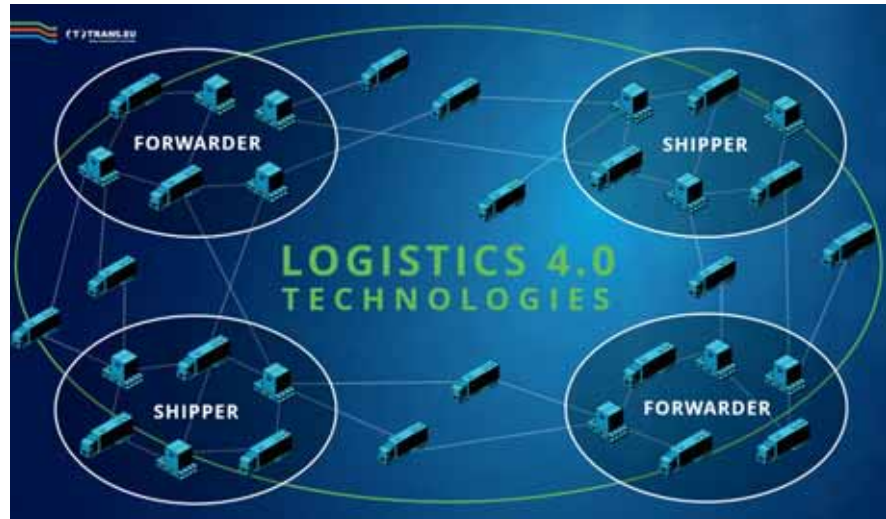 TRANS.EU
FORWARDER
SHIPPER
LOGISTICS 4.0
TECHNOLOGIES
SHIPPER
FORWARDER